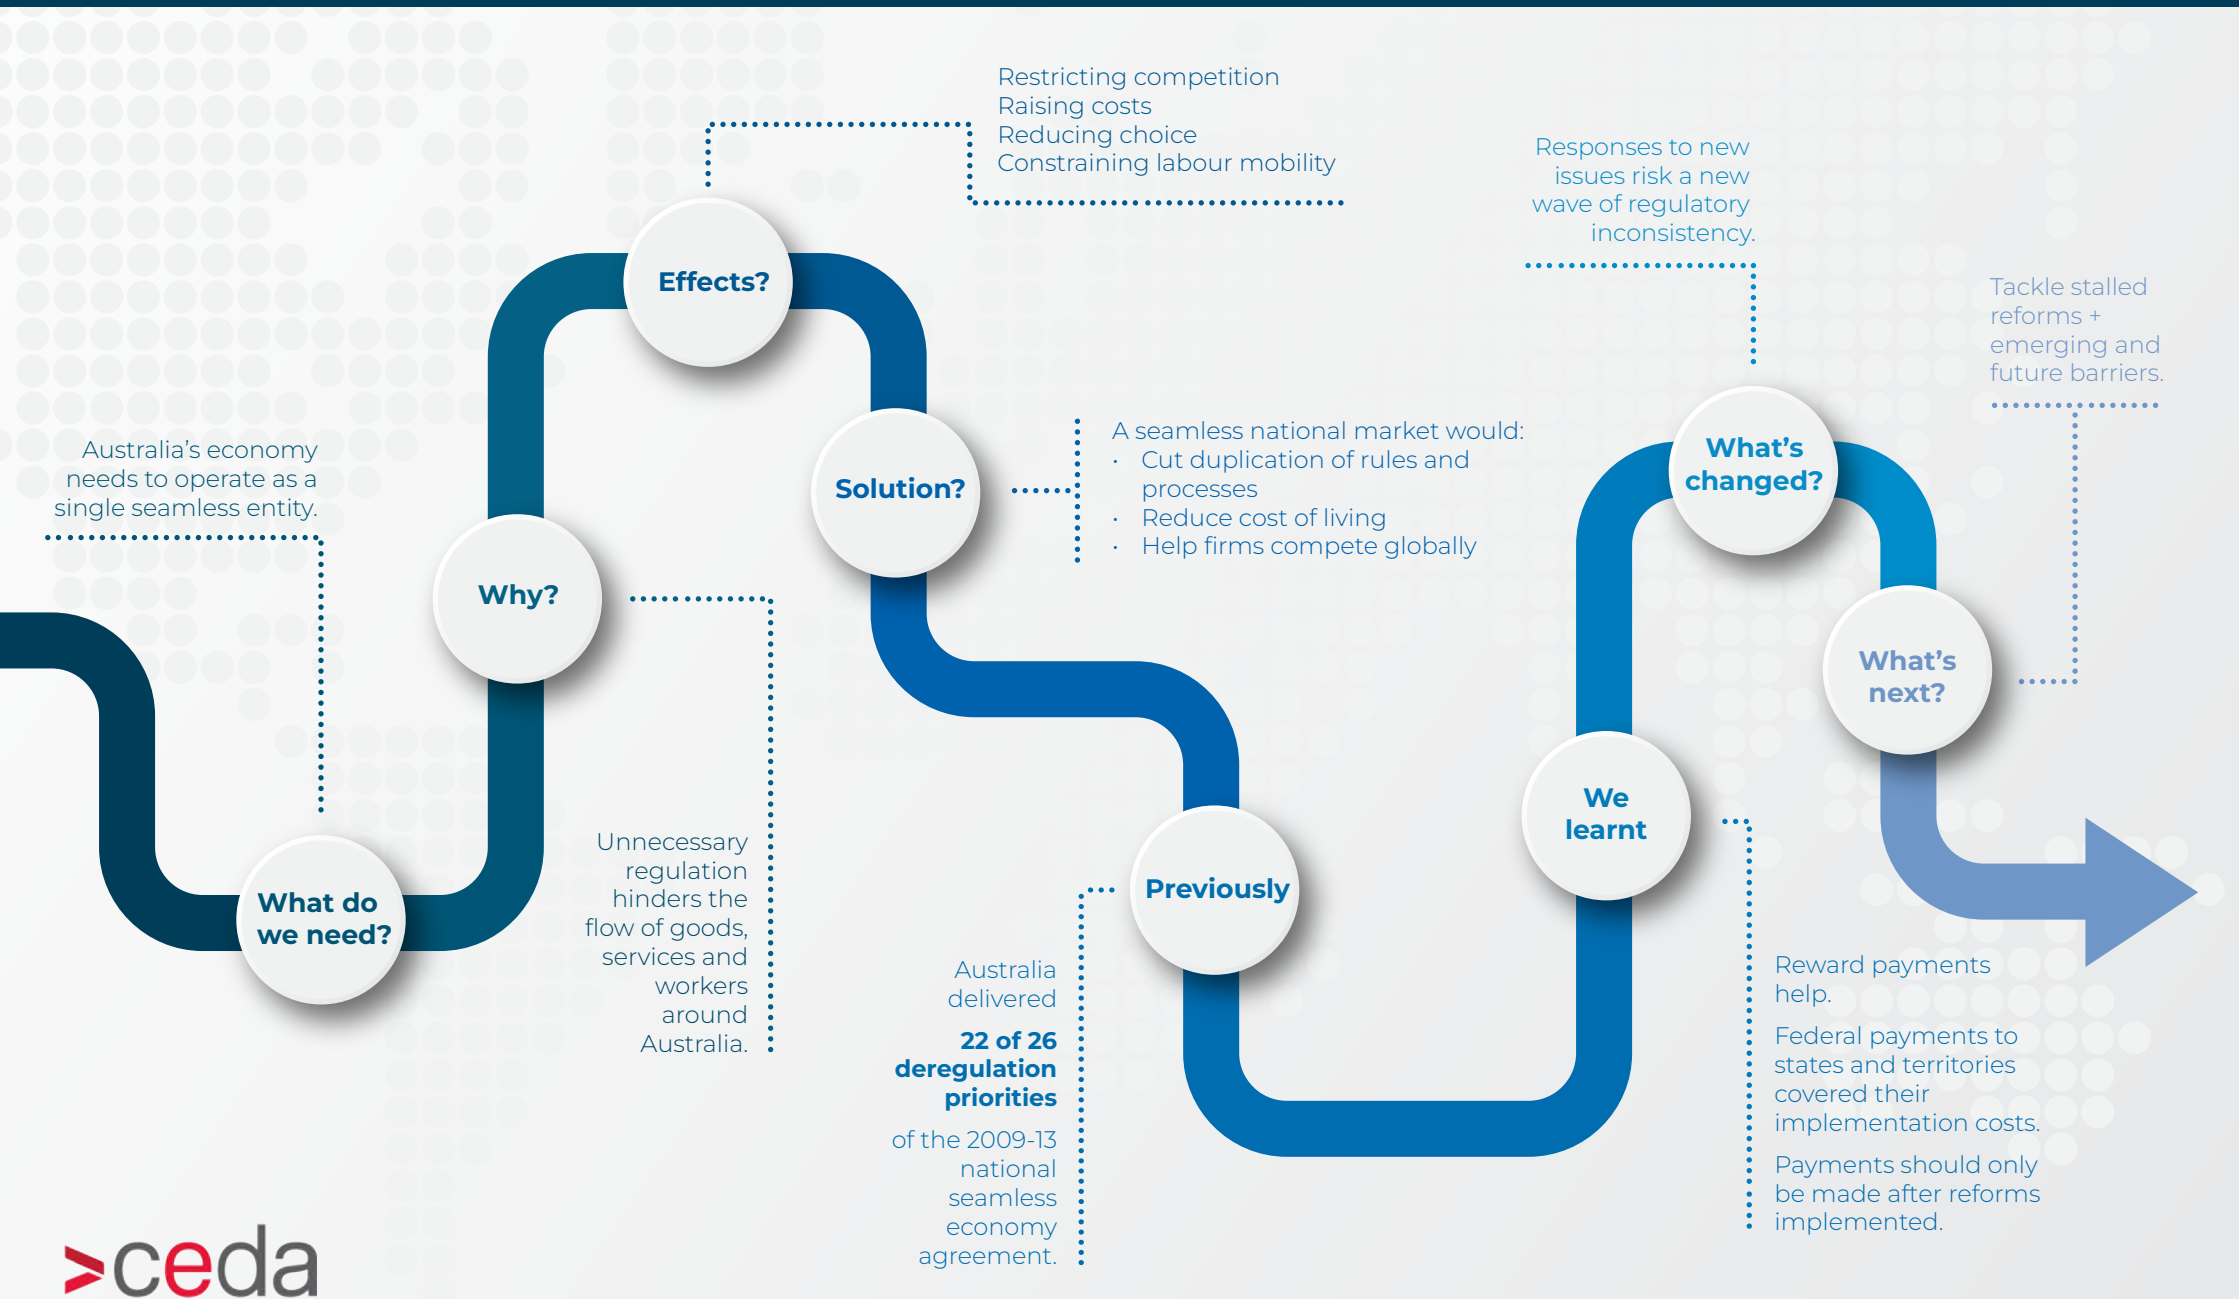 What do
we need?
Australia's economy
needs to operate as a
single seamless entity.
Why?
Unnecessary
regulation
hinders the
flow of goods,
services and
workers
around
Australia.
Effects?
Restricting competition
Raising costs
Reducing choice
Constraining labour mobility
Solution?
A seamless national market would:
• Cut duplication of rules and
processes
• Reduce cost of living
• Help firms compete globally
Previously
Australia
delivered
22 of 26
deregulation
priorities
of the 2009-13
national
seamless
economy
agreement.
We
learnt
Reward payments
help.
Federal payments to
states and territories
covered their
implementation costs.
Payments should only
be made after reforms
implemented.
What's
changed?
Responses to new
issues risk a new
wave of regulatory
inconsistency.
What's
next?
Tackle stalled
reforms +
emerging and
future barriers.
>ceda